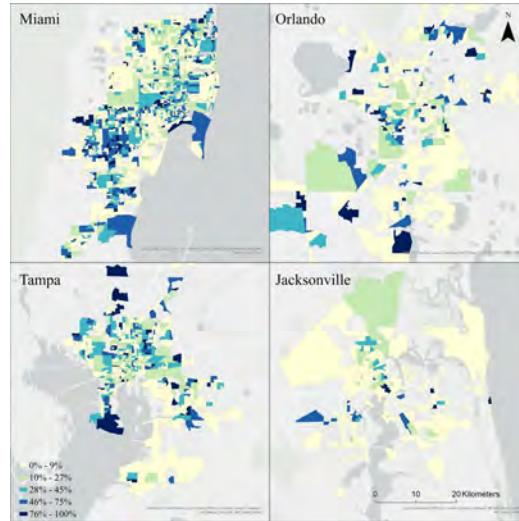 Miami
Orlando
N
Tampa
Jacksonville
0% - 9%
10% - 27%
28% - 45%
46% - 75%
76% - 100%
0 10 20 Kilometers